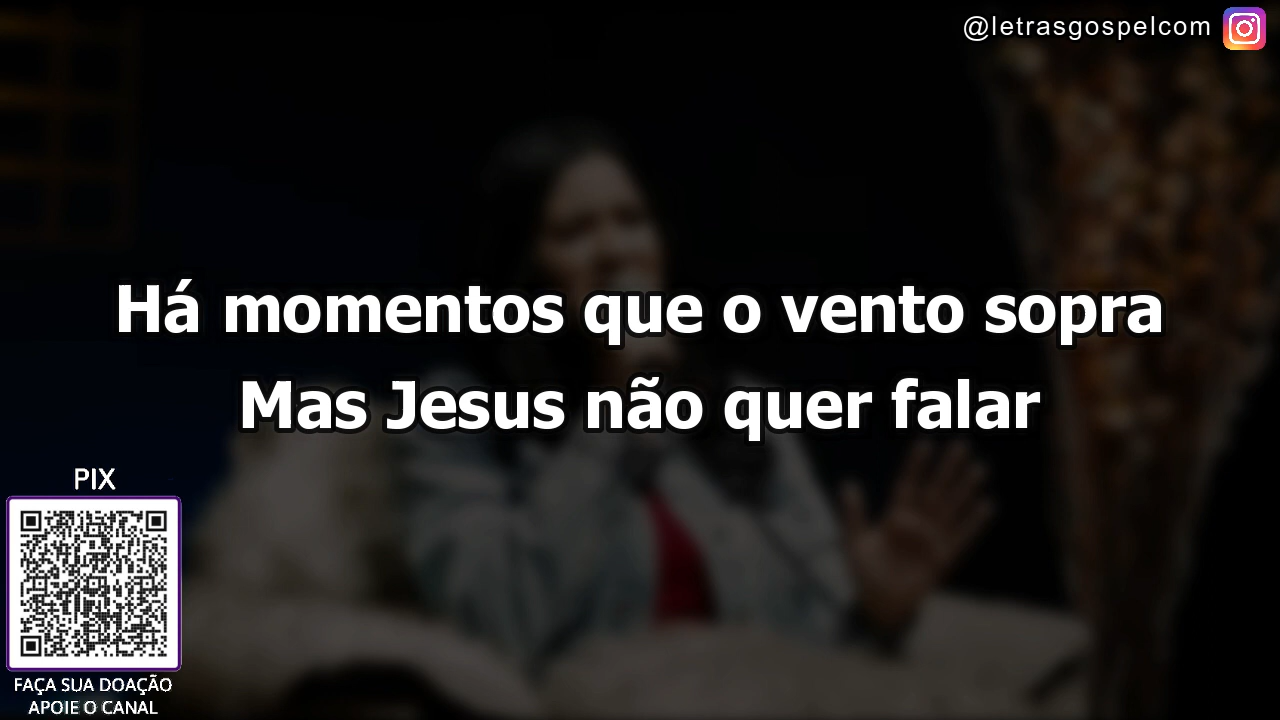 @letrasgospelcom
Há momentos que o vento sopra
Mas Jesus não quer falar
PIX
FAÇA SUA DOAÇÃO
APOIE O CANAL